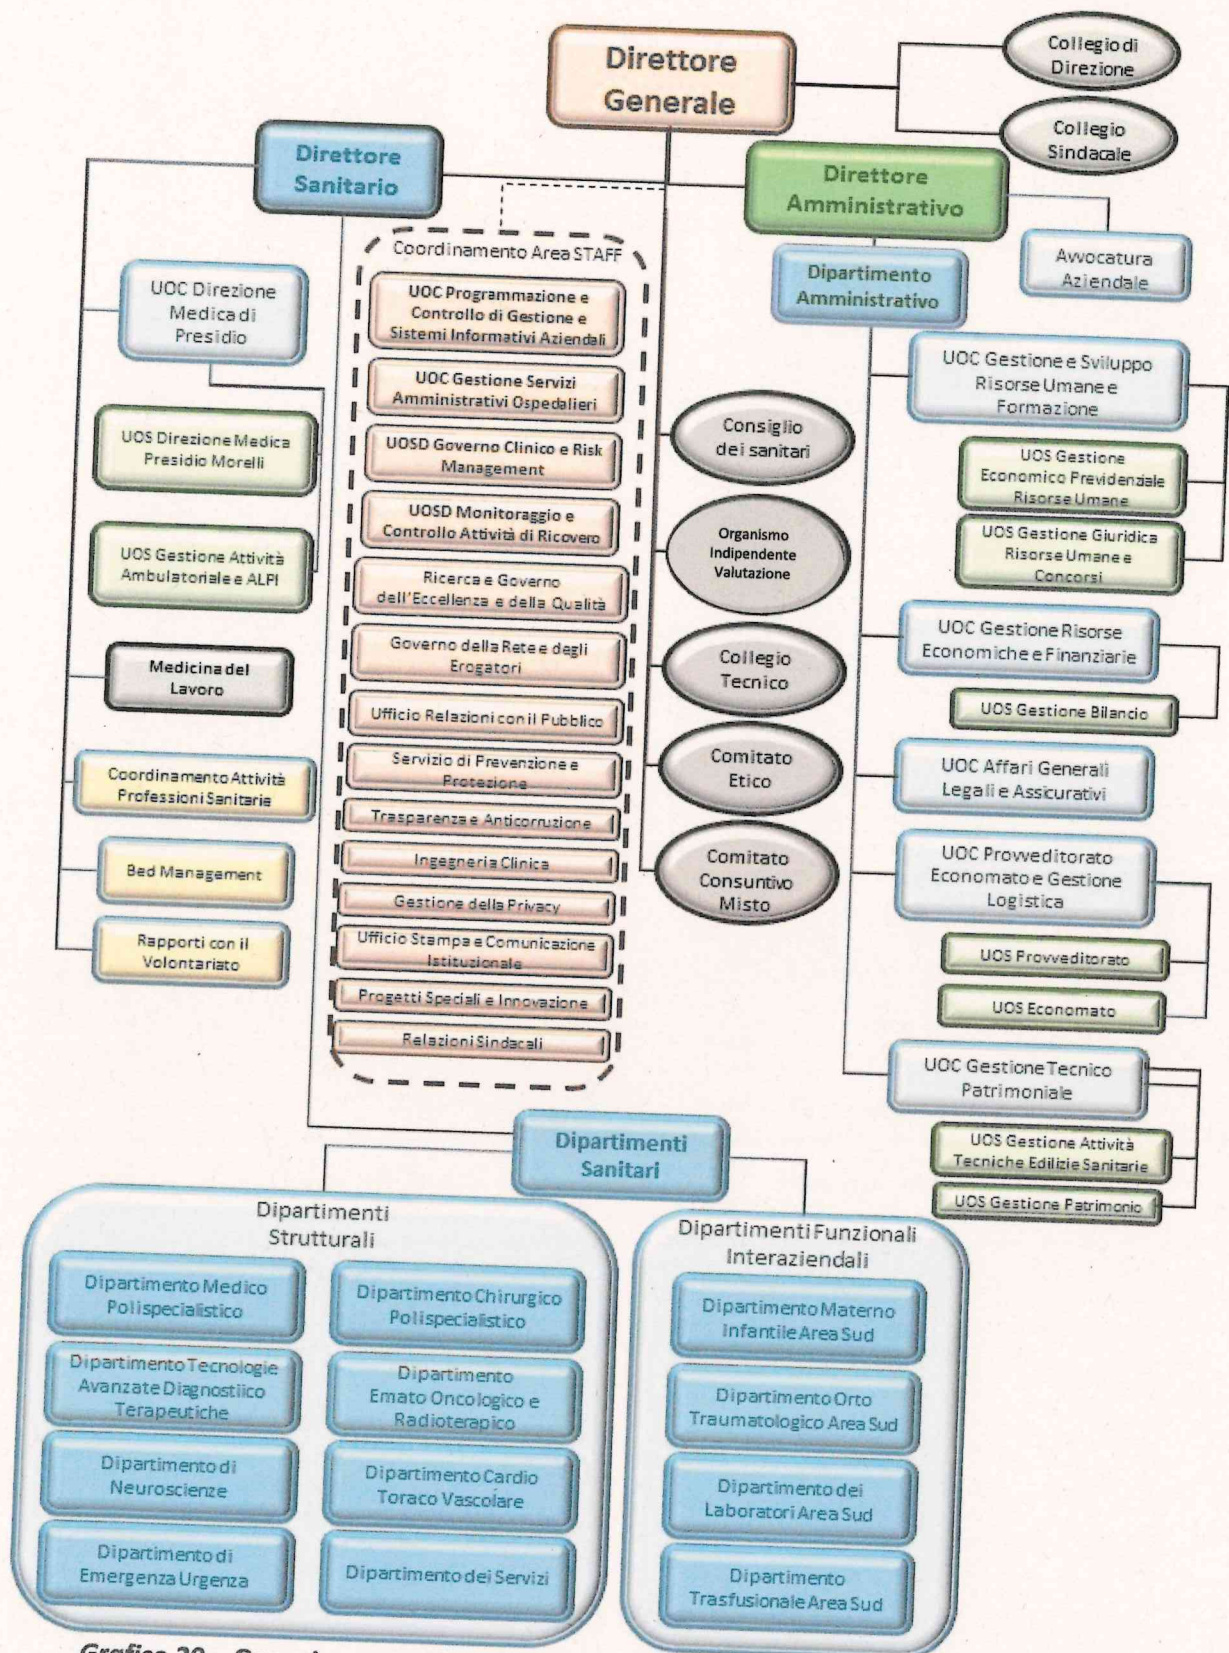 Direttore
Generale
Collegio di
Direzione
Collegio
Sindacale
Direttore
Sanitario
Direttore
Amministrativo
Avvocatura
Aziendale
Dipartimento
Amministrativo
UOC Direzione
Medica di
Presidio
UOS Direzione Medica
Presidio Morelli
UOS Gestione Attività
Ambulatoriale e ALPI
Medicina del
Lavoro
Coordinamento Attività
Professioni Sanitarie
Bed Management
Rapporti con il
Volontariato
Coordinamento Area STAFF
UOC Programmazione e
Controllo di Gestione e
Sistemi Informativi Aziendali
UOC Gestione Servizi
Amministrativi Ospedalieri
UOSD Governo Clinico e Risk
Management
UOSD Monitoraggio e
Controllo Attività di Ricovero
Ricerca e Governo
dell'Eccellenza e della Qualità
Governo della Rete e degli
Erogatori
Ufficio Relazioni con il Pubblico
Servizio di Prevenzione e
Protezione
Trasparenza e Anticorruzione
Ingegneria Clinica
Gestione della Privacy
Ufficio Stampa e Comunicazione
Istituzionale
Progetti Speciali e Innovazione
Relazioni Sindacali
Consiglio
dei sanitari
Organismo
Indipendente
Valutazione
Collegio
Tecnico
Comitato
Etico
Comitato
Consuntivo
Misto
UOC Gestione e Sviluppo
Risorse Umane e
Formazione
UOS Gestione
Economico Previdenziale
Risorse Umane
UOS Gestione Giuridica
Risorse Umane e
Concorsi
UOC Gestione Risorse
Economiche e Finanziarie
UOS Gestione Bilancio
UOC Affari Generali
Legali e Assicurativi
UOC Provveditorato
Economato e Gestione
Logistica
UOS Provveditorato
UOS Economato
UOC Gestione Tecnico
Patrimoniale
UOS Gestione Attività
Tecniche Edilizie Sanitarie
UOS Gestione Patrimonio
Dipartimenti
Sanitari
Dipartimenti
Strutturali
Dipartimento Medico
Polispecialistico
Dipartimento Chirurgico
Polispecialistico
Dipartimento Tecnologie
Avanzate Diagnostiico
Terapeutiche
Dipartimento
Emato Oncologico e
Radioterapico
Dipartimento di
Neuroscienze
Dipartimento Cardio
Toraco Vascolare
Dipartimento di
Emergenza Urgenza
Dipartimento dei Servizi
Dipartimenti Funzionali
Interaziendali
Dipartimento Materno
Infantile Area Sud
Dipartimento Orto
Traumatologico Area Sud
Dipartimento dei
Laboratori Area Sud
Dipartimento
Trasfusionale Area Sud